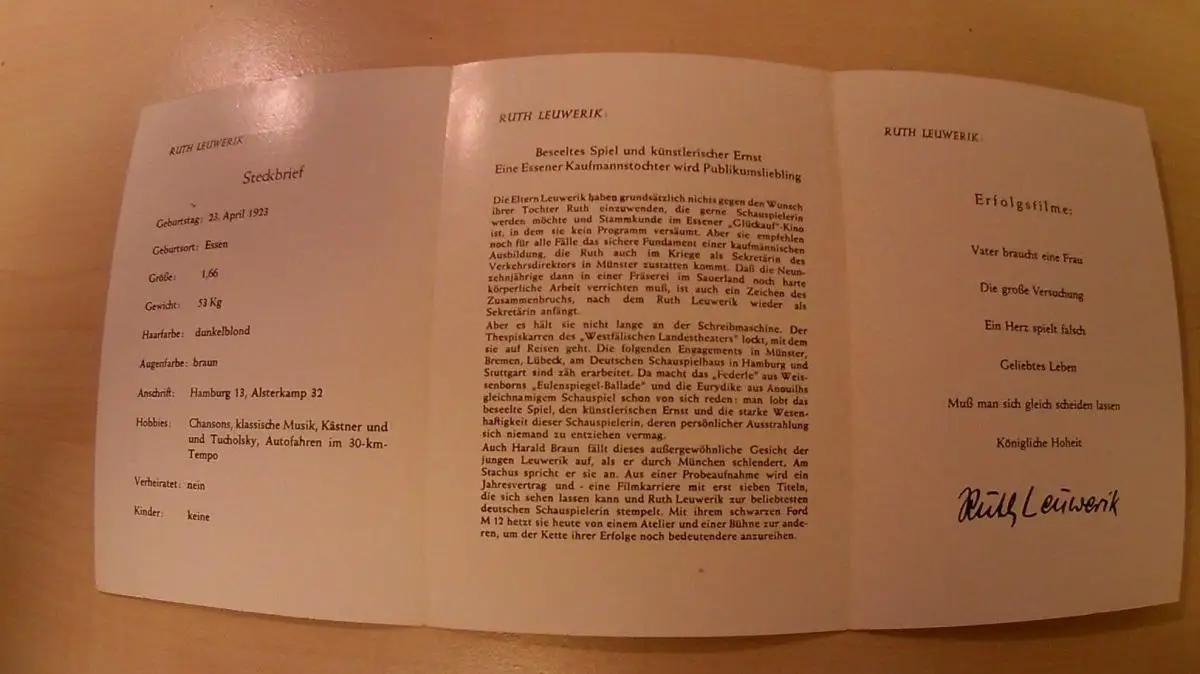 RUTH LEUWERIK
Steckbrief
Geburtstag: 23. April 1923
Geburtsort: Essen
Größe: 1,66
Gewicht: 53 Kg
Haarfarbe: dunkelblond
Augenfarbe: braun
Anschrift: Hamburg 13, Alsterkamp 32
Hobbies: Chansons, klassische Musik, Kästner und
und Tucholsky, Autofahren im 30-km-
Tempo
Verheiratet: nein
Kinder: keine
RUTH LEUWERIK:
Beseeltes Spiel und künstlerischer Ernst
Eine Essener Kaufmannstochter wird Publikumsliebling
Die Eltern Leuwerik haben grundsätzlich nichts gegen den Wunsch
ihrer Tochter Ruth einzuwenden, die gerne Schauspielerin
werden möchte und Stammkunde im Essener „Glückauf"-Kino
ist, in dem sie kein Programm versäumt. Aber sie empfehlen
noch für alle Fälle das sichere Fundament einer kaufmännischen
Ausbildung, die Ruth auch im Kriege als Sekretärin des
Verkehrsdirektors in Münster zustatten kommt. Daß die Neun-
zehnjährige dann in einer Fräserei im Sauerland noch harte
körperliche Arbeit verrichten muß, ist auch ein Zeichen des
Zusammenbruchs, nach dem Ruth Leuwerik wieder als
Sekretärin anfängt.
Aber es hält sie nicht lange an der Schreibmaschine. Der
Thespiskarren des „Westfälischen Landestheaters" lockt, mit dem
sie auf Reisen geht. Die folgenden Engagements in Münster,
Bremen, Lübeck, am Deutschen Schauspielhaus in Hamburg und
Stuttgart sind zäh erarbeitet. Da macht das „Federle" aus Weis-
senborns „Eulenspiegel-Ballade" und die Eurydike aus Anouilhs
gleichnamigem Schauspiel schon von sich reden: man lobt das
beseelte Spiel, den künstlerischen Ernst und die starke Wesen-
haftigkeit dieser Schauspielerin, deren persönlicher Ausstrahlung
sich niemand zu entziehen vermag.
Auch Harald Braun fällt dieses außergewöhnliche Gesicht der
jungen Leuwerik auf, als er durch München schlendert. Am
Stachus spricht er sie an. Aus einer Probeaufnahme wird ein
Jahresvertrag und - eine Filmkarriere mit erst sieben Titeln,
die sich sehen lassen kann und Ruth Leuwerik zur beliebtesten
deutschen Schauspielerin stempelt. Mit ihrem schwarzen Ford
M 12 hetzt sie heute von einem Atelier und einer Bühne zur ande-
ren, um der Kette ihrer Erfolge noch bedeutendere anzureihen.
RUTH LEUWERIK:
Erfolgsfilme:
Vater braucht eine Frau
Die große Versuchung
Ein Herz spielt falsch
Geliebtes Leben
Muß man sich gleich scheiden lassen
Königliche Hoheit
Ruth Leuwerik